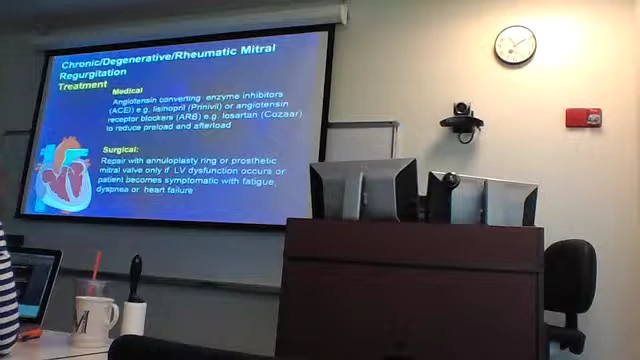 Chronic/Degenerative/Rheumatic Mitral
Regurgitation
Treatment
Medical
Angiotensin converting enzyme inhibitors
(ACEI) e.g. lisinopril (Prinivil) or angiotensin
receptor blockers (ARB) e.g. losartan (Cozaar)
to reduce preload and afterload
Surgical:
Repair with annuloplasty ring or prosthetic
mitral valve only if LV dysfunction occurs or
patient becomes symptomatic with fatigue,
dyspnea or heart failure
M